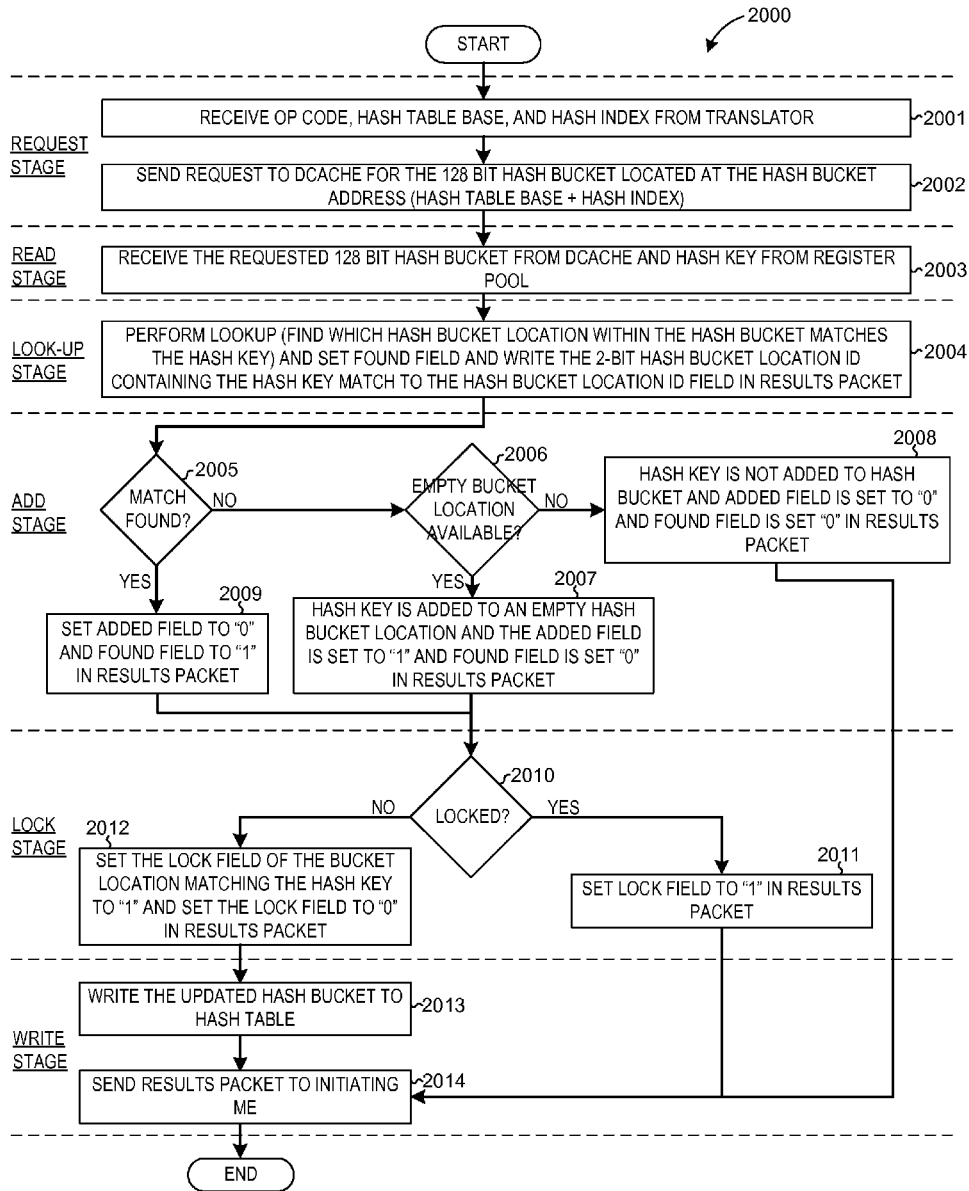 2000
START
REQUEST
STAGE
RECEIVE OP CODE, HASH TABLE BASE, AND HASH INDEX FROM TRANSLATOR
2001
SEND REQUEST TO DCACHE FOR THE 128 BIT HASH BUCKET LOCATED AT THE HASH BUCKET
ADDRESS (HASH TABLE BASE + HASH INDEX)
2002
READ
STAGE
RECEIVE THE REQUESTED 128 BIT HASH BUCKET FROM DCACHE AND HASH KEY FROM REGISTER
POOL
2003
LOOK-UP
STAGE
PERFORM LOOKUP (FIND WHICH HASH BUCKET LOCATION WITHIN THE HASH BUCKET MATCHES
THE HASH KEY) AND SET FOUND FIELD AND WRITE THE 2-BIT HASH BUCKET LOCATION ID
CONTAINING THE HASH KEY MATCH TO THE HASH BUCKET LOCATION ID FIELD IN RESULTS PACKET
2004
ADD
STAGE
2005
MATCH
FOUND?
NO
YES
2006
EMPTY BUCKET
LOCATION
AVAILABLE?
NO
YES
2008
HASH KEY IS NOT ADDED TO HASH
BUCKET AND ADDED FIELD IS SET TO “0”
AND FOUND FIELD IS SET “0” IN RESULTS
PACKET
2009
SET ADDED FIELD TO “0”
AND FOUND FIELD TO “1”
IN RESULTS PACKET
2007
HASH KEY IS ADDED TO AN EMPTY HASH
BUCKET LOCATION AND THE ADDED FIELD
IS SET TO “1” AND FOUND FIELD IS SET “0”
IN RESULTS PACKET
LOCK
STAGE
2010
LOCKED?
NO
YES
2012
SET THE LOCK FIELD OF THE BUCKET
LOCATION MATCHING THE HASH KEY
TO “1” AND SET THE LOCK FIELD TO “0”
IN RESULTS PACKET
2011
SET LOCK FIELD TO “1” IN RESULTS
PACKET
WRITE
STAGE
WRITE THE UPDATED HASH BUCKET TO
HASH TABLE
2013
SEND RESULTS PACKET TO INITIATING
ME
2014
END